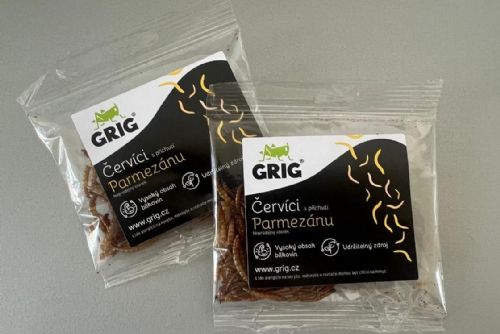 GRIG®
Červíci s příchutí
Parmezánu
Vysoký obsah
bílkovin
Udržitelný zdroj
www.grig.cz
GRIG®
Červíci s příchutí
Parmezánu
Vysoký obsah
bílkovin
Udržitelný zdroj
www.grig.cz